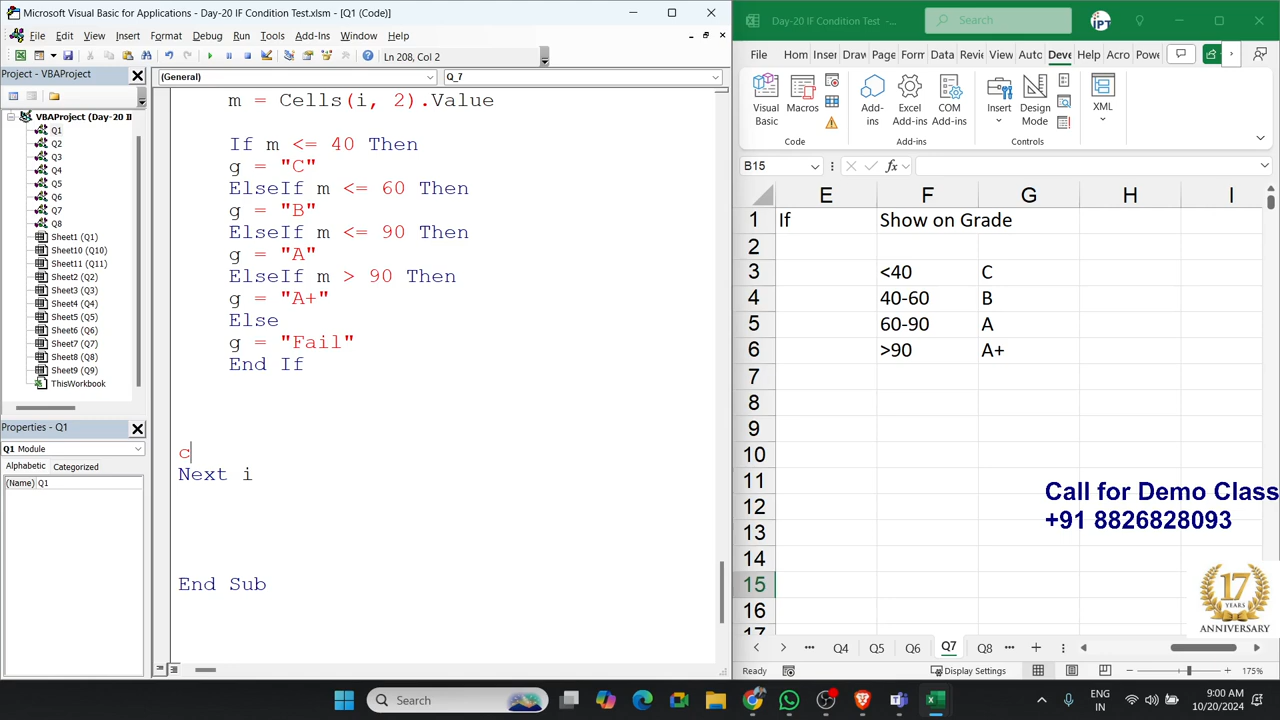 Microsoft Visual Basic for Applications - Day-20 IF Condition Test.xlsm - [Q1 (Code)]
File Edit View Insert Format Debug Run Tools Add-Ins Window Help
Ln 208, Col 2
Project - VBAProject
VBAProject (Day-20 II
Q1
Q2
Q3
Q4
Q5
Q6
Q7
Q8
Sheet1 (Q1)
Sheet10 (Q10)
Sheet11 (Q11)
Sheet2 (Q2)
Sheet3 (Q3)
Sheet4 (Q4)
Sheet5 (Q5)
Sheet6 (Q6)
Sheet7 (Q7)
Sheet8 (Q8)
Sheet9 (Q9)
ThisWorkbook
Properties - Q1
Q1 Module
Alphabetic Categorized
(Name) Q1
(General) Q_7
m = Cells(i, 2).Value
If m <= 40 Then
g = "C"
ElseIf m <= 60 Then
g = "B"
ElseIf m <= 90 Then
g = "A"
ElseIf m > 90 Then
g = "A+"
Else
g = "Fail"
End If
c
Next i
End Sub
Day-20 IF Condition Test -...
Search
iPT
File Hom Inser Draw Page Form Data Revi Deve Acro Powe
Visual Basic
Macros
Code
Add-ins
Excel Add-ins
COM Add-ins
Add-ins
Insert
Design Mode
Controls
XML
B15 fx
E F G H I
1 If Show on Grade
2
3 <40 C
4 40-60 B
5 60-90 A
6 >90 A+
7
8
9
10
11
12
13
14
15
16
17
Call for Demo Class
+91 8826828093
17
YEARS
ANNIVERSARY
... Q4 Q5 Q6 Q7 Q8 ...
Ready Display Settings 175%
Search
ENG
IN
9:00 AM
10/20/2024